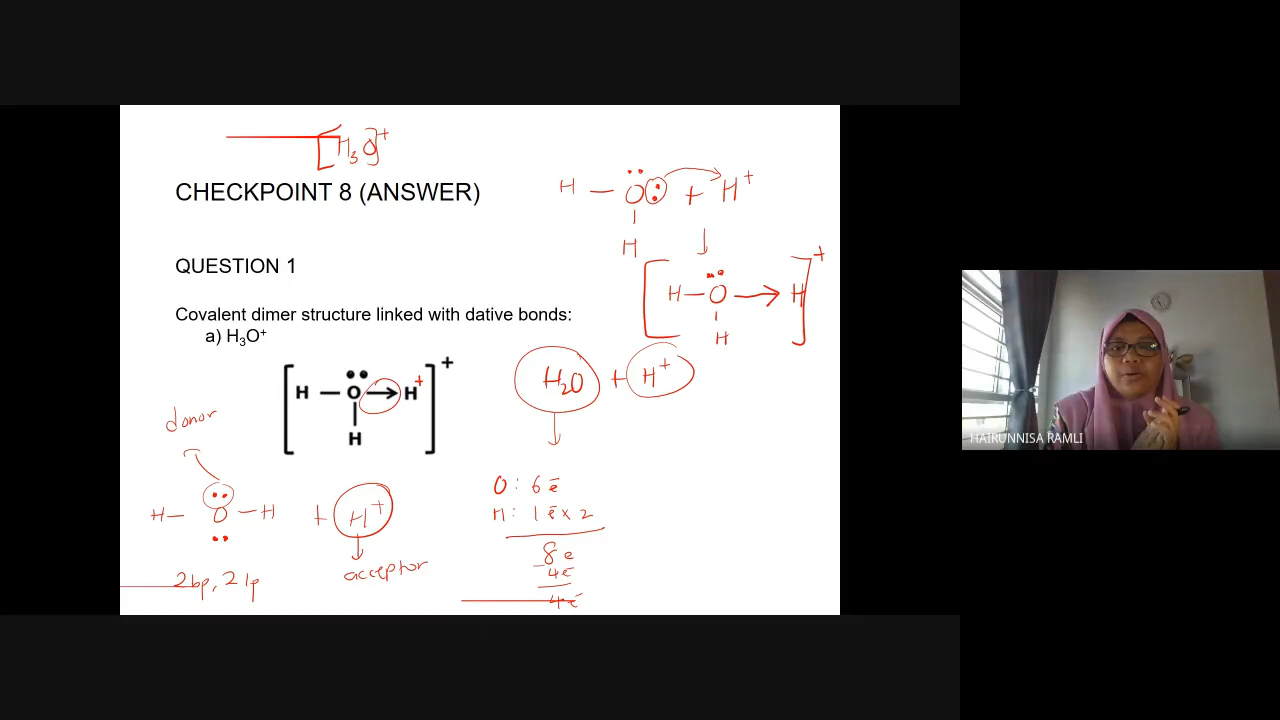 [H₃O]⁺
CHECKPOINT 8 (ANSWER)
H — O + H⁺
H
QUESTION 1
[H — O → H]⁺
H
Covalent dimer structure linked with dative bonds:
a) H₃O⁺
[H — O → H⁺]⁺
H
H₂O + H⁺
donor
H — O — H + H⁺
acceptor
2bp, 2lp
O : 6e⁻
H : 1e⁻ × 2
8e
- 4e⁻
4e⁻
HAIRUNNISA RAMLI